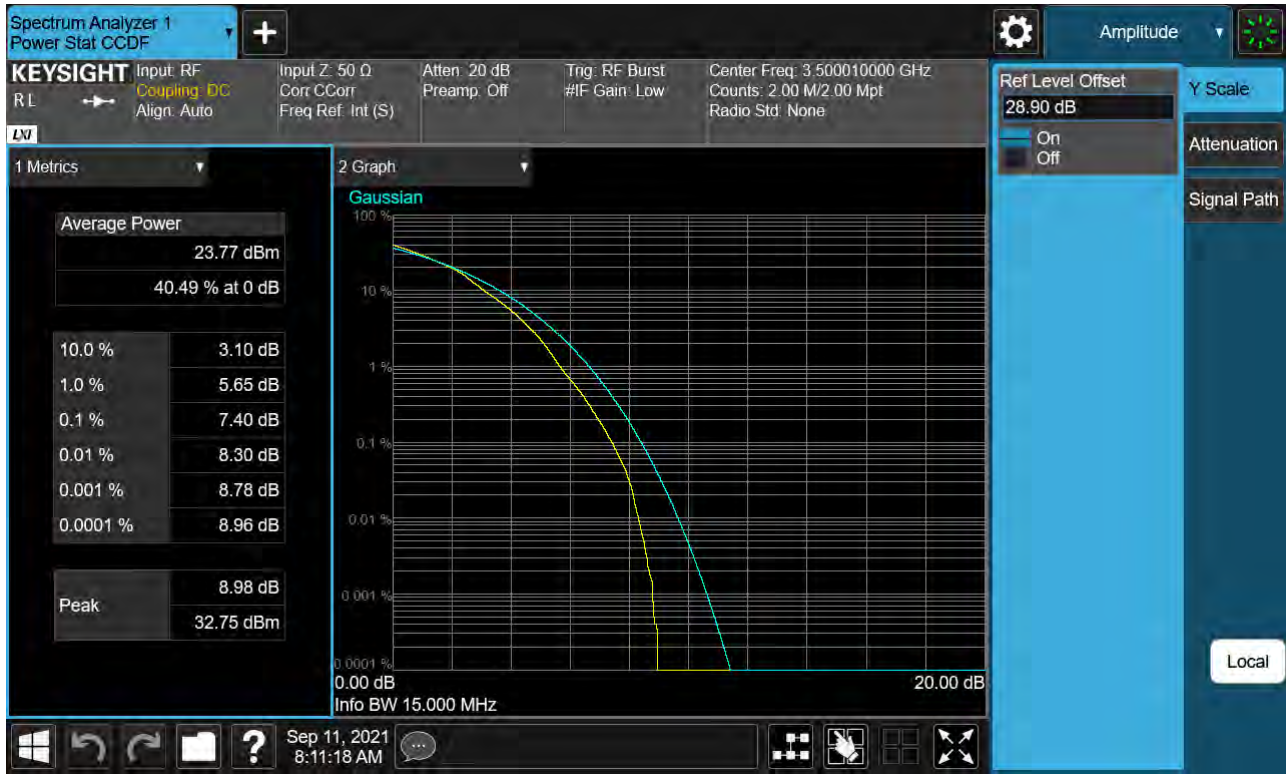 Spectrum Analyzer 1
Power Stat CCDF
+
Amplitude
KEYSIGHT
RL
LXI
Input: RF
Coupling: DC
Align: Auto
Input Z: 50 Ω
Corr CCorr
Freq Ref: Int (S)
Atten: 20 dB
Preamp: Off
Trig: RF Burst
#IF Gain: Low
Center Freq: 3.500010000 GHz
Counts: 2.00 M/2.00 Mpt
Radio Std: None
Ref Level Offset
28.90 dB
On
Off
Y Scale
Attenuation
Signal Path
Local
1 Metrics
Average Power
23.77 dBm
40.49 % at 0 dB
10.0 % 3.10 dB
1.0 % 5.65 dB
0.1 % 7.40 dB
0.01 % 8.30 dB
0.001 % 8.78 dB
0.0001 % 8.96 dB
Peak
8.98 dB
32.75 dBm
2 Graph
Gaussian
100 %
10 %
1 %
0.1 %
0.01 %
0.001 %
0.0001 %
0.00 dB 20.00 dB
Info BW 15.000 MHz
?
Sep 11, 2021
8:11:18 AM